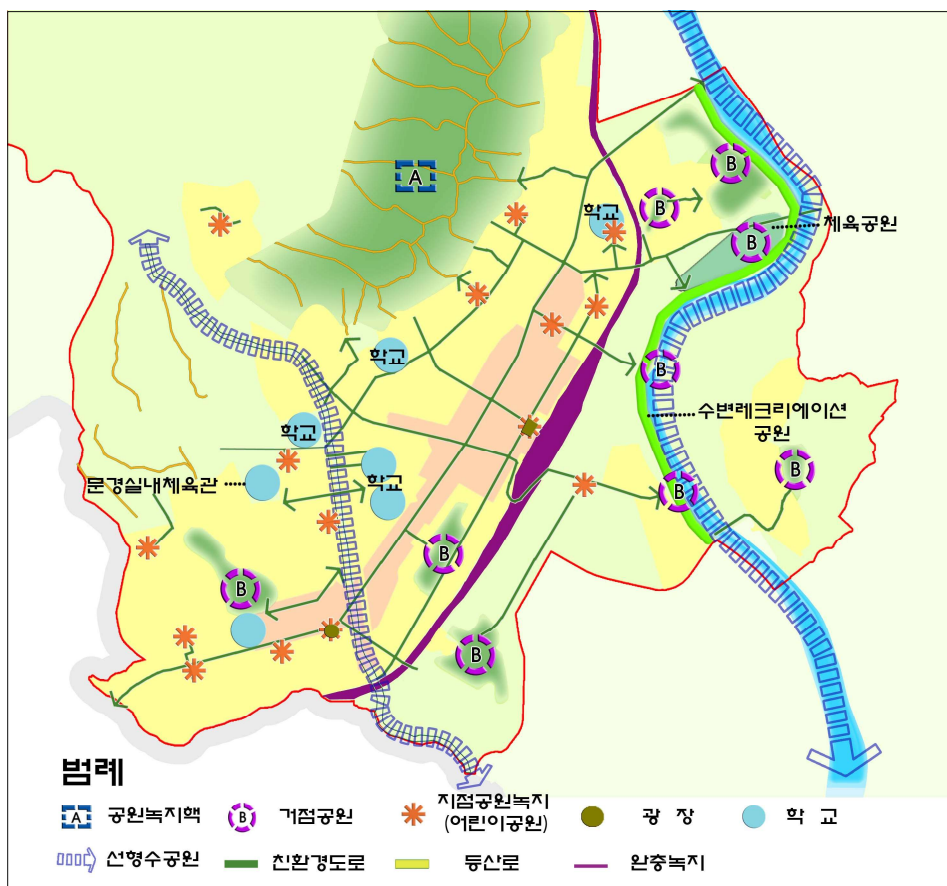 A
B
학교
B
B
체육공원
학교
B
수변레크리에이션
공원
학교
B
학교
문경실내체육관
B
B
B
B
범례
A 공원녹지핵
B 거점공원
지점공원녹지
(어린이공원)
광 장
학 교
선형수공원
친환경도로
등산로
완충녹지